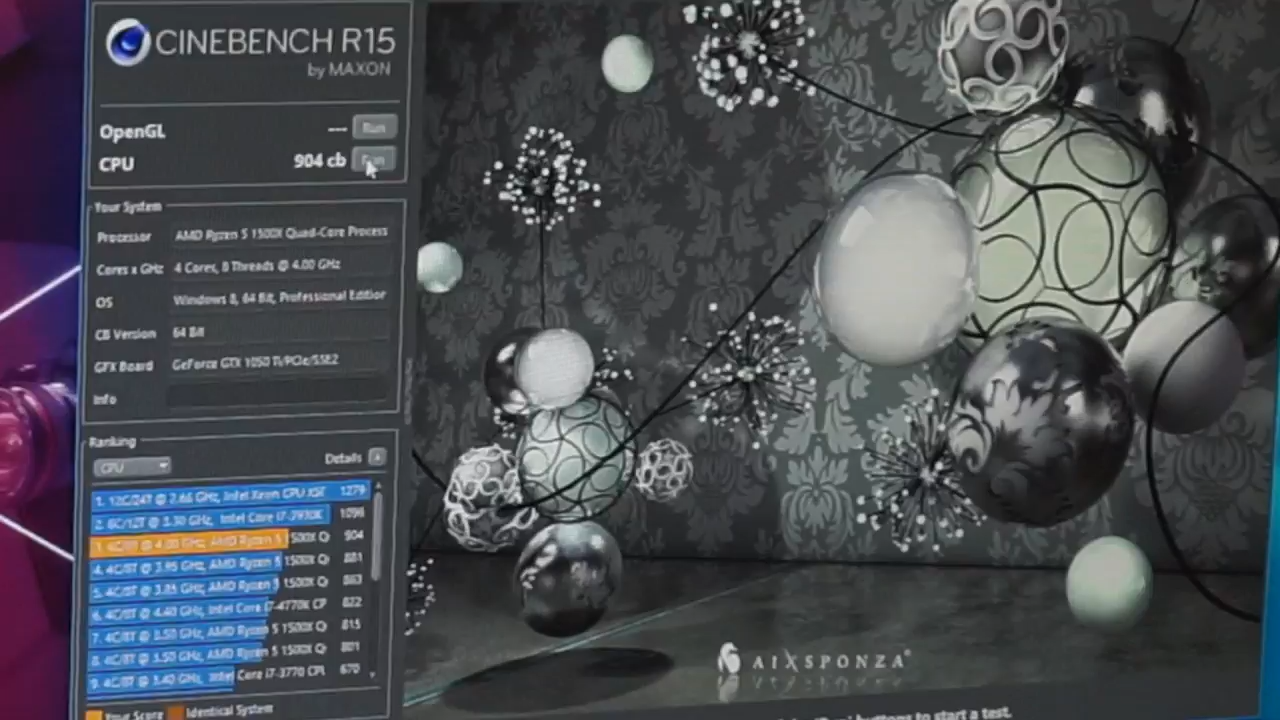 CINEBENCH R15
by MAXON
OpenGL --- Run
CPU 904 cb Run
Your System
Processor AMD Ryzen 5 1500X Quad-Core Process
Cores x GHz 4 Cores, 8 Threads @ 4.00 GHz
OS Windows 8, 64 Bit, Professional Edition
CB Version 64 Bit
GFX Board GeForce GTX 1050 Ti/PCIe/SSE2
Info
Ranking
CPU Details
1. 12C/24T @ 2.66 GHz, Intel Xeon CPU X56 1279
2. 6C/12T @ 3.30 GHz, Intel Core i7-3930K 1096
3. 4C/8T @ 4.00 GHz, AMD Ryzen 5 1500X Q 904
4. 4C/8T @ 3.95 GHz, AMD Ryzen 5 1500X Q 881
5. 4C/8T @ 3.85 GHz, AMD Ryzen 5 1500X Q 863
6. 4C/8T @ 4.40 GHz, Intel Core i7-4770K CP 822
7. 4C/8T @ 3.50 GHz, AMD Ryzen 5 1500X Q 815
8. 4C/8T @ 3.50 GHz, AMD Ryzen 5 1500X Q 801
9. 4C/8T @ 3.40 GHz, Intel Core i7-3770 CPU 670
Your Score Identical System
AIXSPONZA
buttons to start a test.